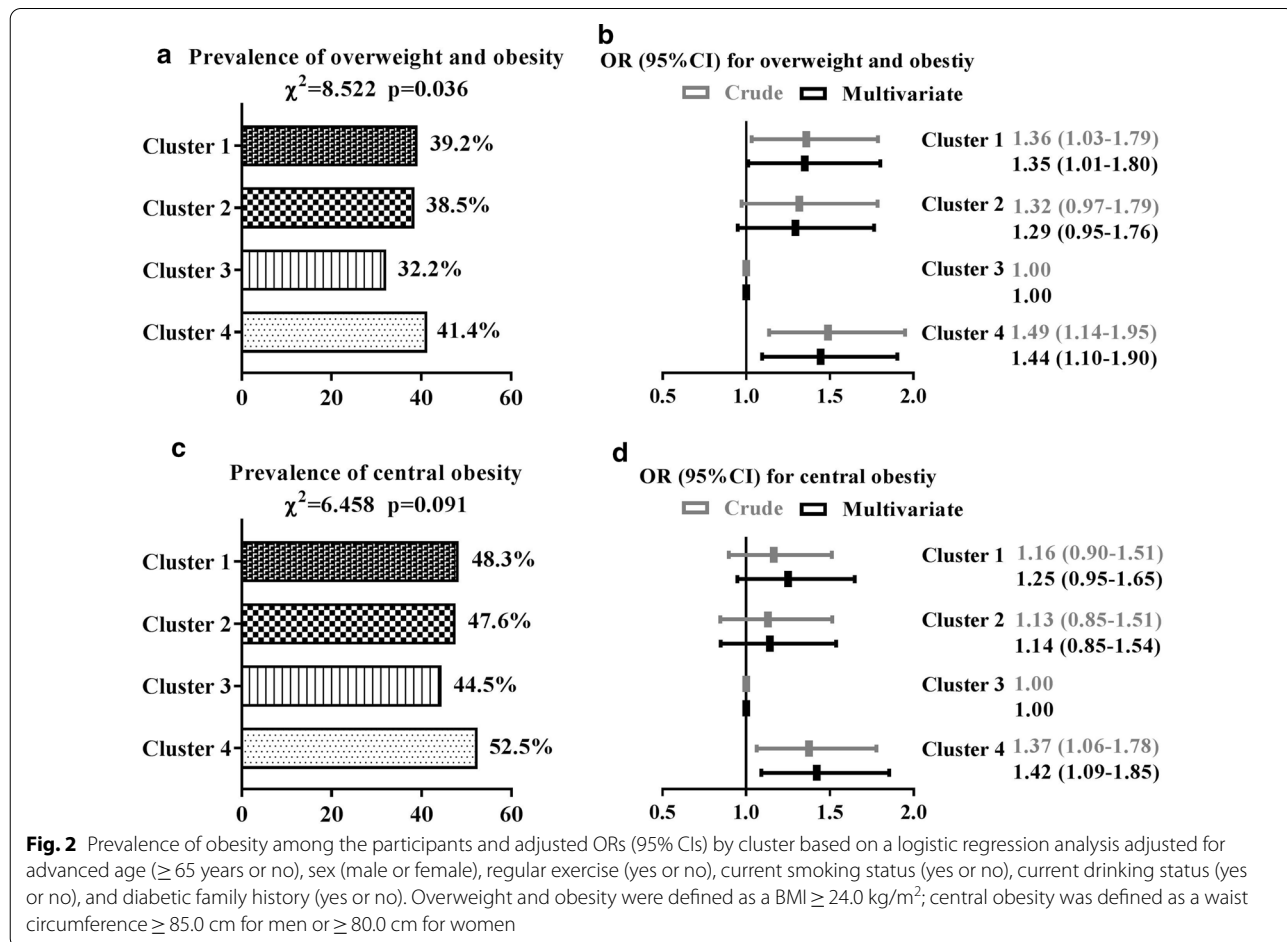 a Prevalence of overweight and obesity
χ²=8.522 p=0.036
Cluster 1 39.2%
Cluster 2 38.5%
Cluster 3 32.2%
Cluster 4 41.4%
0 20 40 60
b
OR (95%CI) for overweight and obestiy
Crude Multivariate
Cluster 1 1.36 (1.03-1.79)
1.35 (1.01-1.80)
Cluster 2 1.32 (0.97-1.79)
1.29 (0.95-1.76)
Cluster 3 1.00
1.00
Cluster 4 1.49 (1.14-1.95)
1.44 (1.10-1.90)
0.5 1.0 1.5 2.0
c
Prevalence of central obesity
χ²=6.458 p=0.091
Cluster 1 48.3%
Cluster 2 47.6%
Cluster 3 44.5%
Cluster 4 52.5%
0 20 40 60
d
OR (95%CI) for central obestiy
Crude Multivariate
Cluster 1 1.16 (0.90-1.51)
1.25 (0.95-1.65)
Cluster 2 1.13 (0.85-1.51)
1.14 (0.85-1.54)
Cluster 3 1.00
1.00
Cluster 4 1.37 (1.06-1.78)
1.42 (1.09-1.85)
0.5 1.0 1.5 2.0
Fig. 2 Prevalence of obesity among the participants and adjusted ORs (95% CIs) by cluster based on a logistic regression analysis adjusted for
advanced age (≥ 65 years or no), sex (male or female), regular exercise (yes or no), current smoking status (yes or no), current drinking status (yes
or no), and diabetic family history (yes or no). Overweight and obesity were defined as a BMI ≥ 24.0 kg/m²; central obesity was defined as a waist
circumference ≥ 85.0 cm for men or ≥ 80.0 cm for women